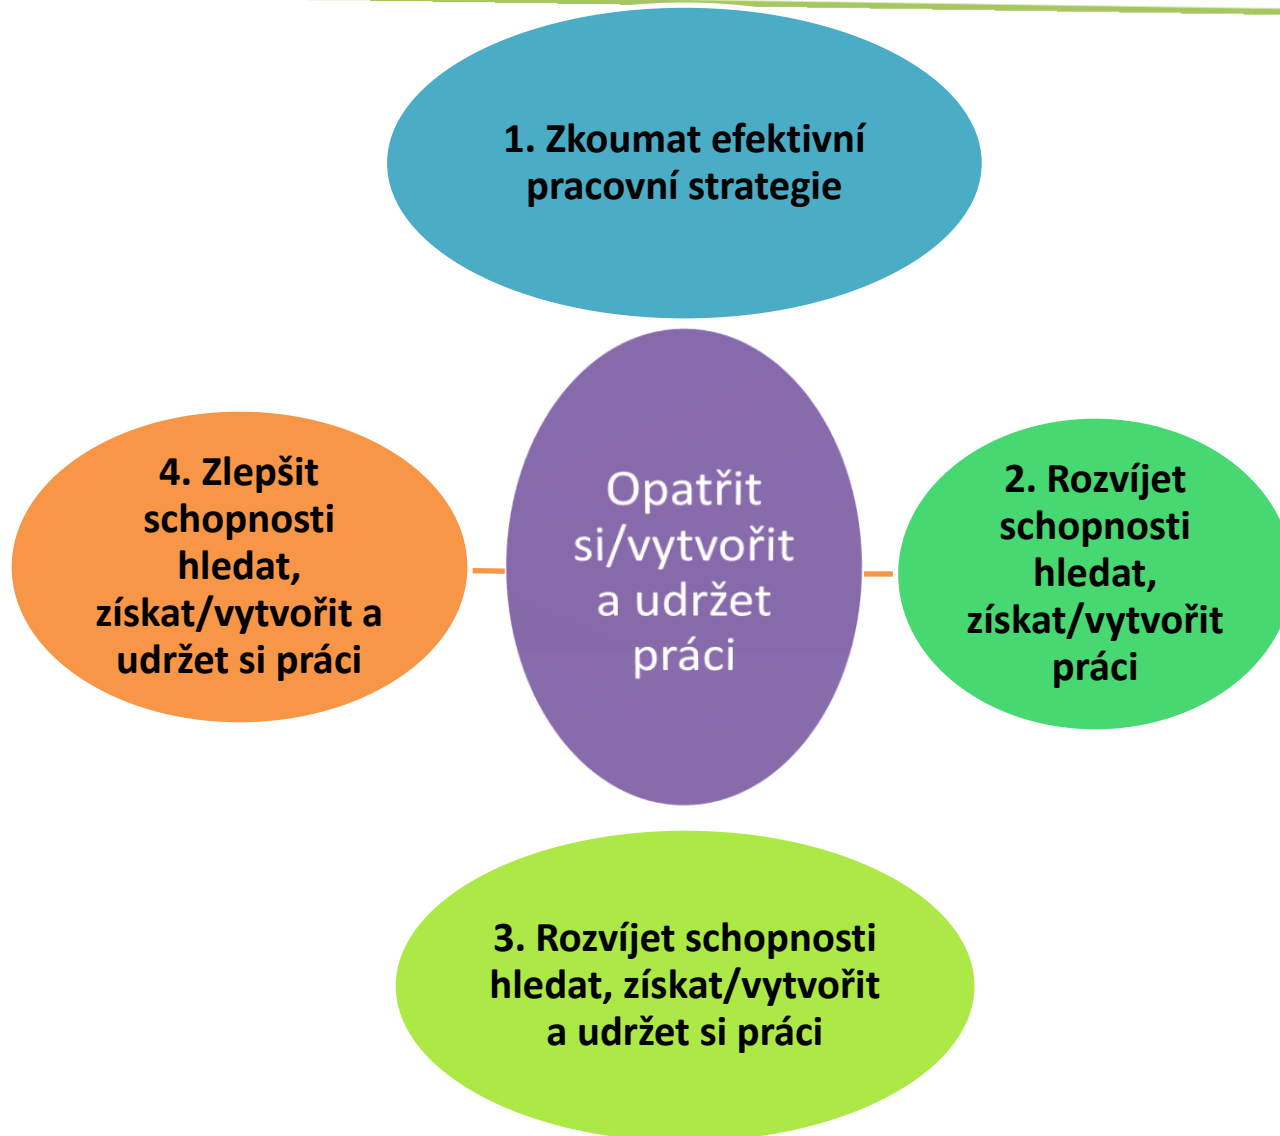 1. Zkoumat efektivní
pracovní strategie
4. Zlepšit
schopnosti
hledat,
získat/vytvořit a
udržet si práci
Opatřit
si/vytvořit
a udržet
práci
2. Rozvíjet
schopnosti
hledat,
získat/vytvořit
práci
3. Rozvíjet schopnosti
hledat, získat/vytvořit
a udržet si práci